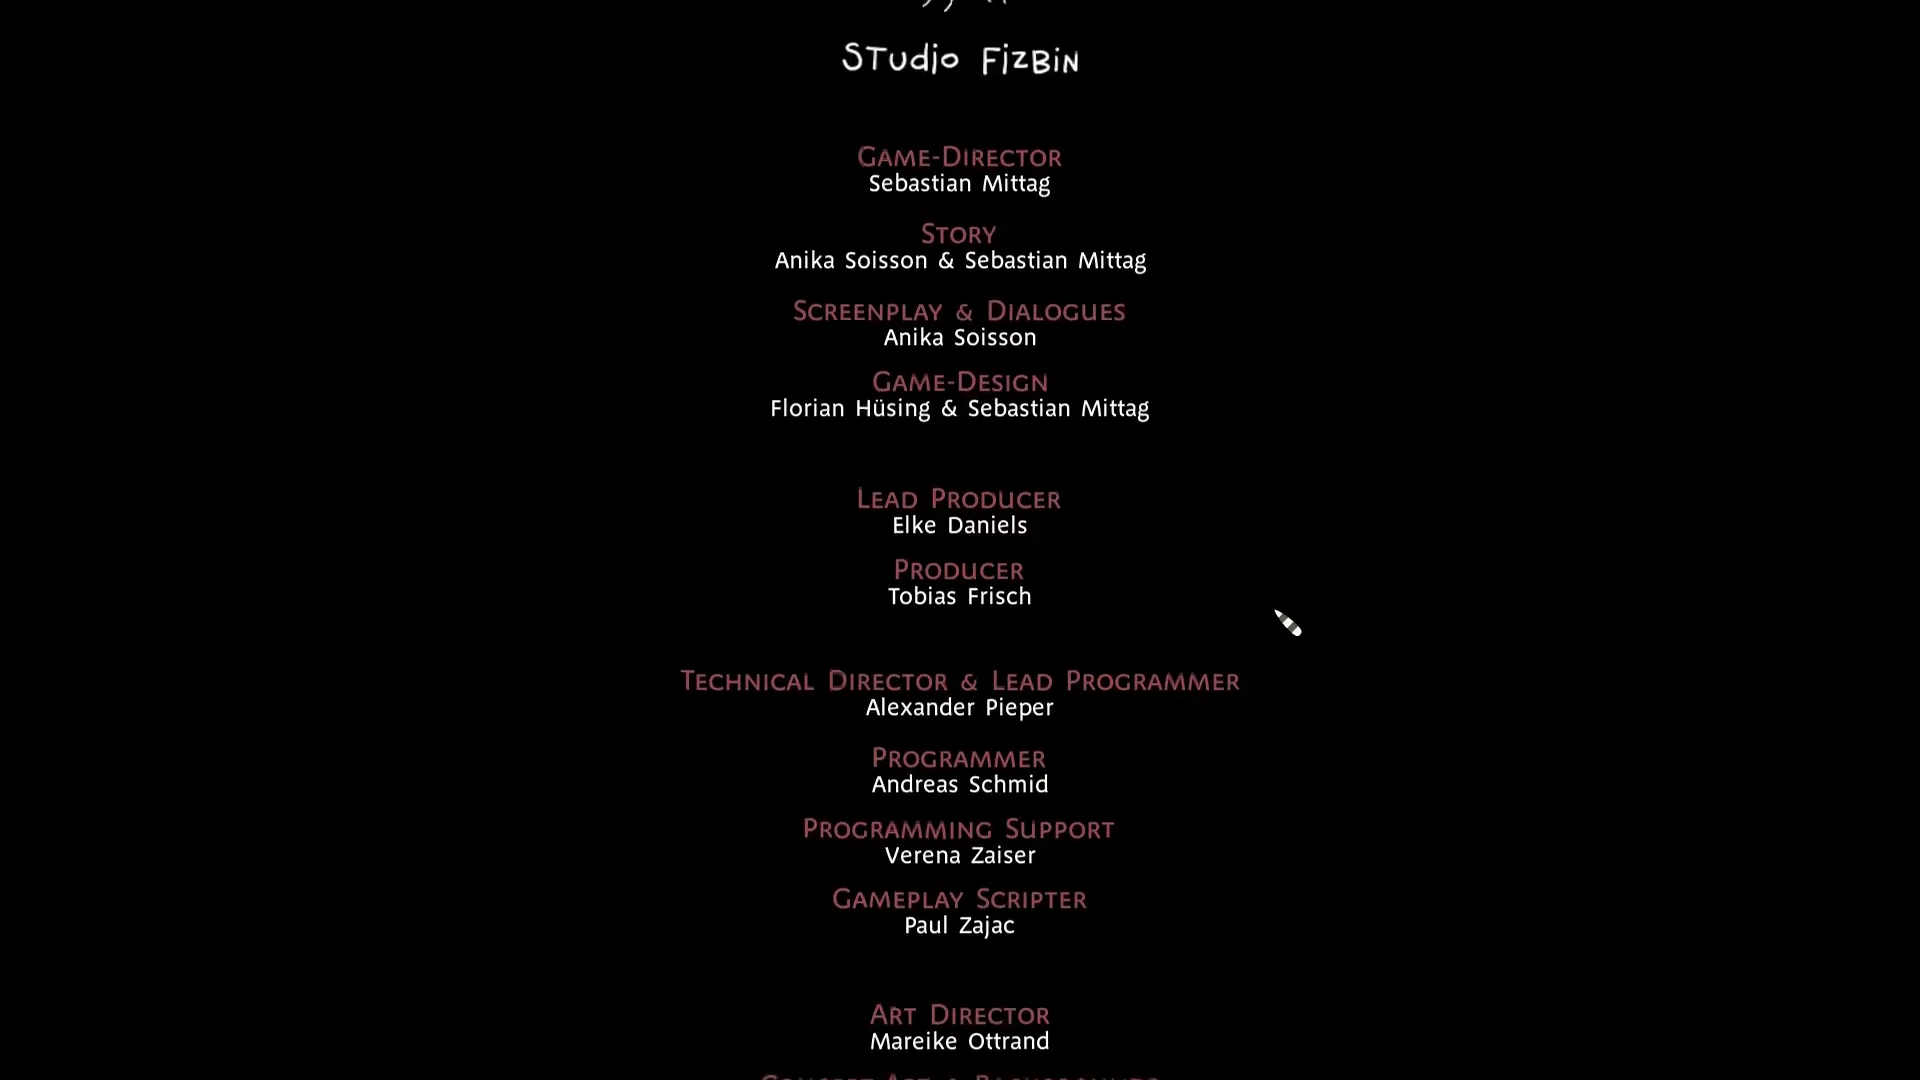 Studio Fizbin
Game-Director
Sebastian Mittag
Story
Anika Soisson & Sebastian Mittag
Screenplay & Dialogues
Anika Soisson
Game-Design
Florian Hüsing & Sebastian Mittag
Lead Producer
Elke Daniels
Producer
Tobias Frisch
Technical Director & Lead Programmer
Alexander Pieper
Programmer
Andreas Schmid
Programming Support
Verena Zaiser
Gameplay Scripter
Paul Zajac
Art Director
Mareike Ottrand